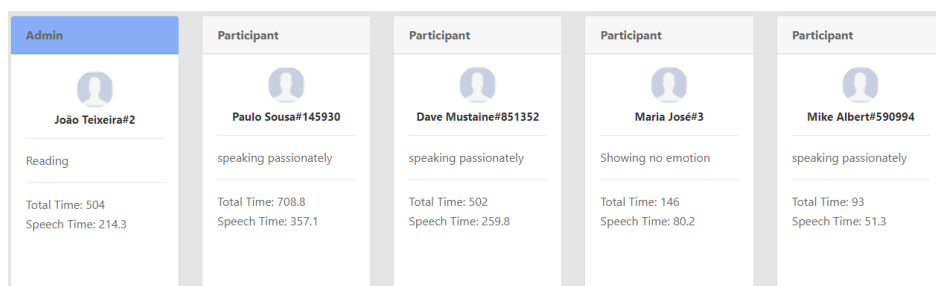 Admin
João Teixeira#2
Reading
Total Time: 504
Speech Time: 214.3
Participant
Paulo Sousa#145930
speaking passionately
Total Time: 708.8
Speech Time: 357.1
Participant
Dave Mustaine#851352
speaking passionately
Total Time: 502
Speech Time: 259.8
Participant
Maria José#3
Showing no emotion
Total Time: 146
Speech Time: 80.2
Participant
Mike Albert#590994
speaking passionately
Total Time: 93
Speech Time: 51.3